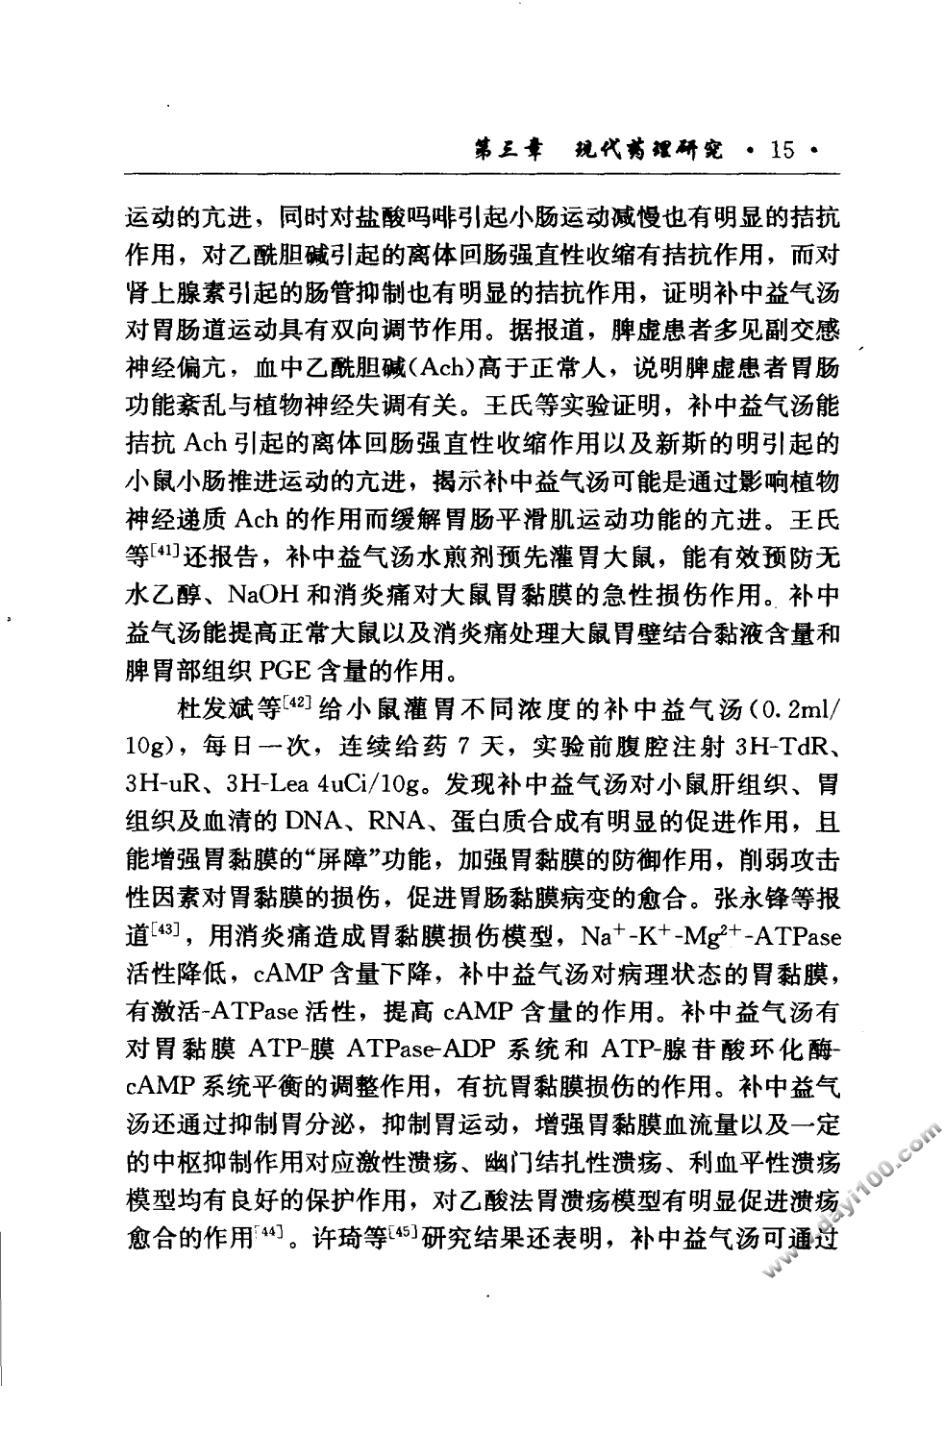 第三章 现代药理研究 · 15 ·
运动的亢进，同时对盐酸吗啡引起小肠运动减慢也有明显的拮抗
作用，对乙酰胆碱引起的离体回肠强直性收缩有拮抗作用，而对
肾上腺素引起的肠管抑制也有明显的拮抗作用，证明补中益气汤
对胃肠道运动具有双向调节作用。据报道，脾虚患者多见副交感
神经偏亢，血中乙酰胆碱(Ach)高于正常人，说明脾虚患者胃肠
功能紊乱与植物神经失调有关。王氏等实验证明，补中益气汤能
拮抗 Ach 引起的离体回肠强直性收缩作用以及新斯的明引起的
小鼠小肠推进运动的亢进，揭示补中益气汤可能是通过影响植物
神经递质 Ach 的作用而缓解胃肠平滑肌运动功能的亢进。王氏
等[41]还报告，补中益气汤水煎剂预先灌胃大鼠，能有效预防无
水乙醇、NaOH 和消炎痛对大鼠胃黏膜的急性损伤作用。补中
益气汤能提高正常大鼠以及消炎痛处理大鼠胃壁结合黏液含量和
脾胃部组织 PGE 含量的作用。
杜发斌等[42]给小鼠灌胃不同浓度的补中益气汤(0.2ml/
10g)，每日一次，连续给药 7 天，实验前腹腔注射 3H-TdR、
3H-uR、3H-Lea 4uCi/10g。发现补中益气汤对小鼠肝组织、胃
组织及血清的 DNA、RNA、蛋白质合成有明显的促进作用，且
能增强胃黏膜的“屏障”功能，加强胃黏膜的防御作用，削弱攻击
性因素对胃黏膜的损伤，促进胃肠黏膜病变的愈合。张永锋等报
道[43]，用消炎痛造成胃黏膜损伤模型，Na⁺-K⁺-Mg²⁺-ATPase
活性降低，cAMP 含量下降，补中益气汤对病理状态的胃黏膜，
有激活-ATPase 活性，提高 cAMP 含量的作用。补中益气汤有
对胃黏膜 ATP-膜 ATPase-ADP 系统和 ATP-腺苷酸环化酶-
cAMP 系统平衡的调整作用，有抗胃黏膜损伤的作用。补中益气
汤还通过抑制胃分泌，抑制胃运动，增强胃黏膜血流量以及一定
的中枢抑制作用对应激性溃疡、幽门结扎性溃疡、利血平性溃疡
模型均有良好的保护作用，对乙酸法胃溃疡模型有明显促进溃疡
愈合的作用[44]。许琦等[45]研究结果还表明，补中益气汤可通过
www.dayi100.com